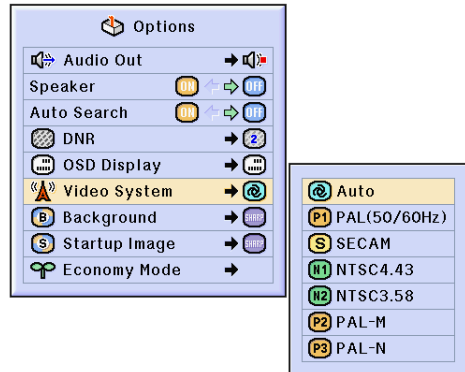 Options
Audio Out
Speaker ON OFF
Auto Search ON OFF
DNR 2
OSD Display
Video System
B Background SHARP
S Startup Image SHARP
Economy Mode
Auto
P1 PAL(50/60Hz)
S SECAM
N1 NTSC4.43
N2 NTSC3.58
P2 PAL-M
P3 PAL-N